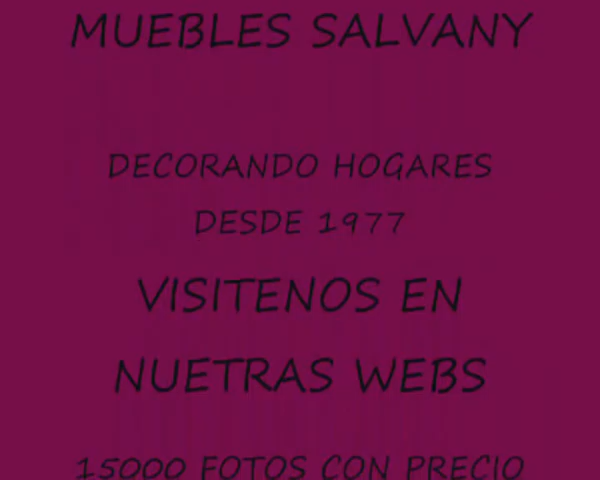 MUEBLES SALVANY
DECORANDO HOGARES
DESDE 1977
VISITENOS EN
NUETRAS WEBS
15000 FOTOS CON PRECIO